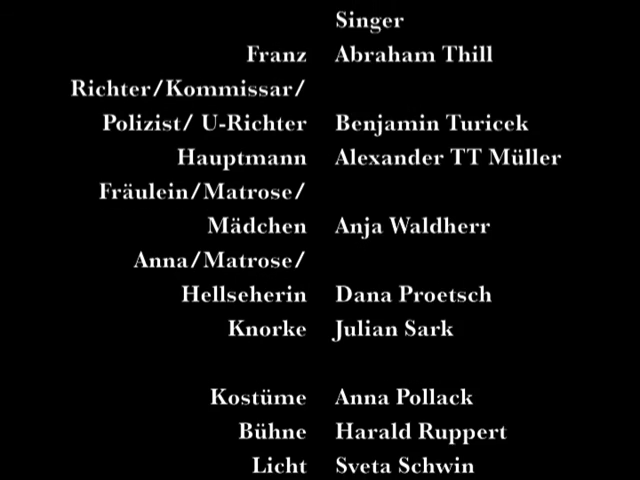 Singer
Franz Abraham Thill
Richter/Kommissar/
Polizist/ U-Richter Benjamin Turicek
Hauptmann Alexander TT Müller
Fräulein/Matrose/
Mädchen Anja Waldherr
Anna/Matrose/
Hellseherin Dana Proetsch
Knorke Julian Sark
Kostüme Anna Pollack
Bühne Harald Ruppert
Licht Sveta Schwin